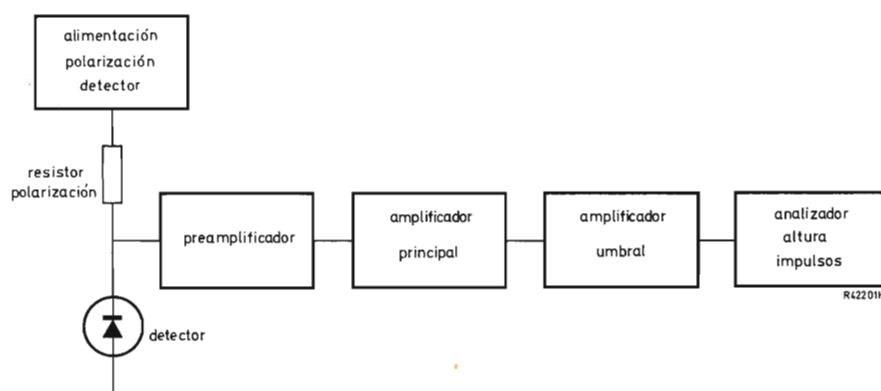 alimentación
polarización
detector
resistor
polarización
preamplificador
amplificador
principal
amplificador
umbral
analizador
altura
impulsos
detector